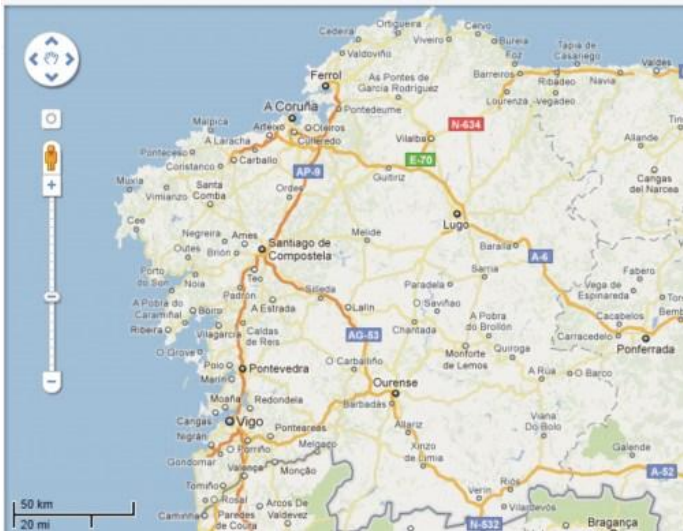 Ortigueira
Cervo
Cedeira
Viveiro
Burela
Valdoviño
Foz
Tapia de
Casariego
Valdés
Ferrol
As Pontes de
García Rodríguez
Barreiros
Ribadeo
Navia
Pontedeume
Lourenza
Vegadeo
A Coruña
Malpica
Arteixo
Oleiros
N-634
Culleredo
Vilalba
A Laracha
Allande
Ponteceso
Carballo
E-70
Coristanco
AP-9
Guitiriz
Cangas
del Narcea
Muxía
Santa
Comba
Vimianzo
Ordes
Lugo
Cee
Negreira
Ames
Melide
Baralla
Santiago de
Compostela
A-6
Outes
Brión
Fabero
Porto
do Son
Noia
Teo
Sarria
Vega de
Espinareda
Padrón
Silleda
Paradela
A Pobra do
Caramiñal
Boiro
A Estrada
Lalín
O Saviñao
Cacabelos
Ribeira
Vilagarcía
Caldas
de Reis
Chantada
A Pobra
do Brollón
Carracedelo
AG-53
Ponferrada
O Grove
Monforte
de Lemos
Quiroga
Poio
Pontevedra
O Carballiño
A Rúa
O Barco
Marín
Ourense
Moaña
Redondela
Barbadás
Cangas
Vigo
Viana
Do Bolo
Nigrán
Ponteareas
Allariz
O Porriño
Melgaço
Xinzo
de Limia
Galende
Gondomar
Valença
Monção
A-52
Tomiño
Riós
50 km
O Rosal
Arcos De
Valdevez
Verín
Vilardevós
20 mi
Caminha
Paredes
de Coura
N-532
Bragança